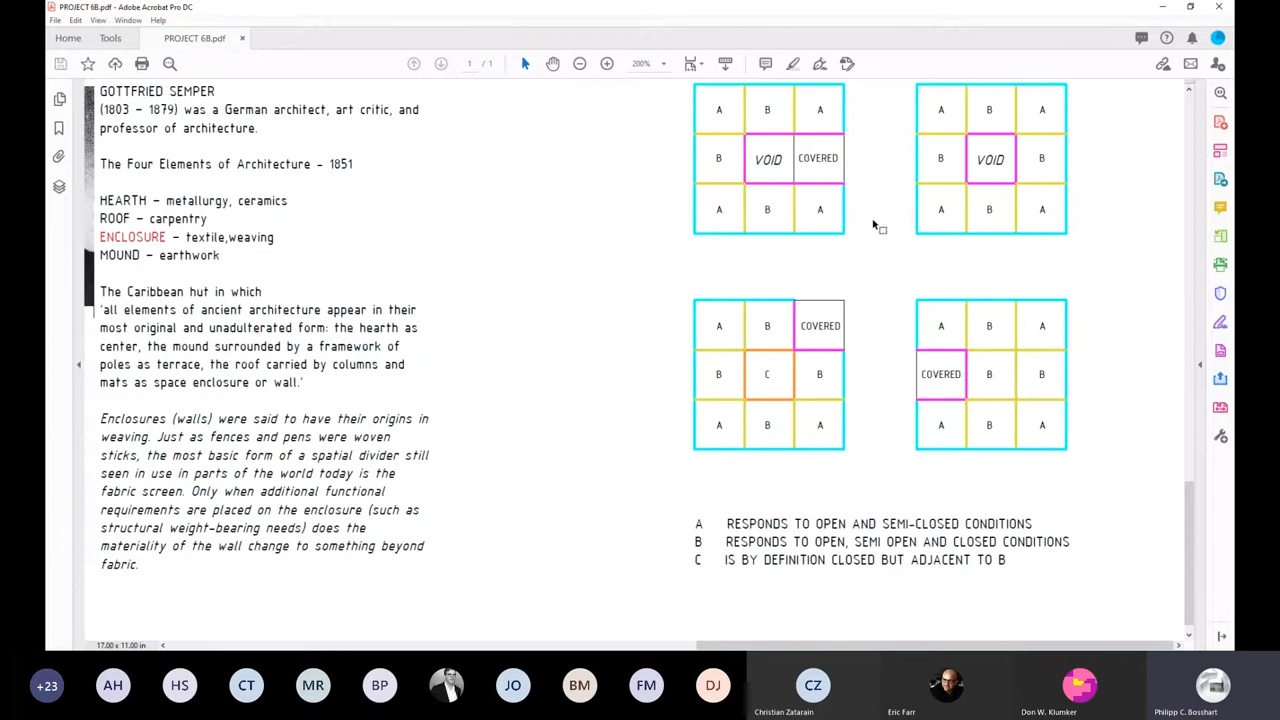 PROJECT 6B.pdf - Adobe Acrobat Pro DC
File Edit View Window Help
Home Tools PROJECT 6B.pdf ×
1 / 1 200%
GOTTFRIED SEMPER
(1803 – 1879) was a German architect, art critic, and
professor of architecture.
The Four Elements of Architecture – 1851
HEARTH – metallurgy, ceramics
ROOF – carpentry
ENCLOSURE – textile,weaving
MOUND – earthwork
The Caribbean hut in which
'all elements of ancient architecture appear in their
most original and unadulterated form: the hearth as
center, the mound surrounded by a framework of
poles as terrace, the roof carried by columns and
mats as space enclosure or wall.'
Enclosures (walls) were said to have their origins in
weaving. Just as fences and pens were woven
sticks, the most basic form of a spatial divider still
seen in use in parts of the world today is the
fabric screen. Only when additional functional
requirements are placed on the enclosure (such as
structural weight-bearing needs) does the
materiality of the wall change to something beyond
fabric.
A B A
B VOID COVERED
A B A
A B A
B VOID B
A B A
A B COVERED
B C B
A B A
A B A
COVERED B B
A B A
A RESPONDS TO OPEN AND SEMI-CLOSED CONDITIONS
B RESPONDS TO OPEN, SEMI OPEN AND CLOSED CONDITIONS
C IS BY DEFINITION CLOSED BUT ADJACENT TO B
17.00 x 11.00 in
+23 AH HS CT MR BP JO BM FM DJ CZ
Christian Zatarain Eric Farr Don W. Klumker Philipp C. Bosshart